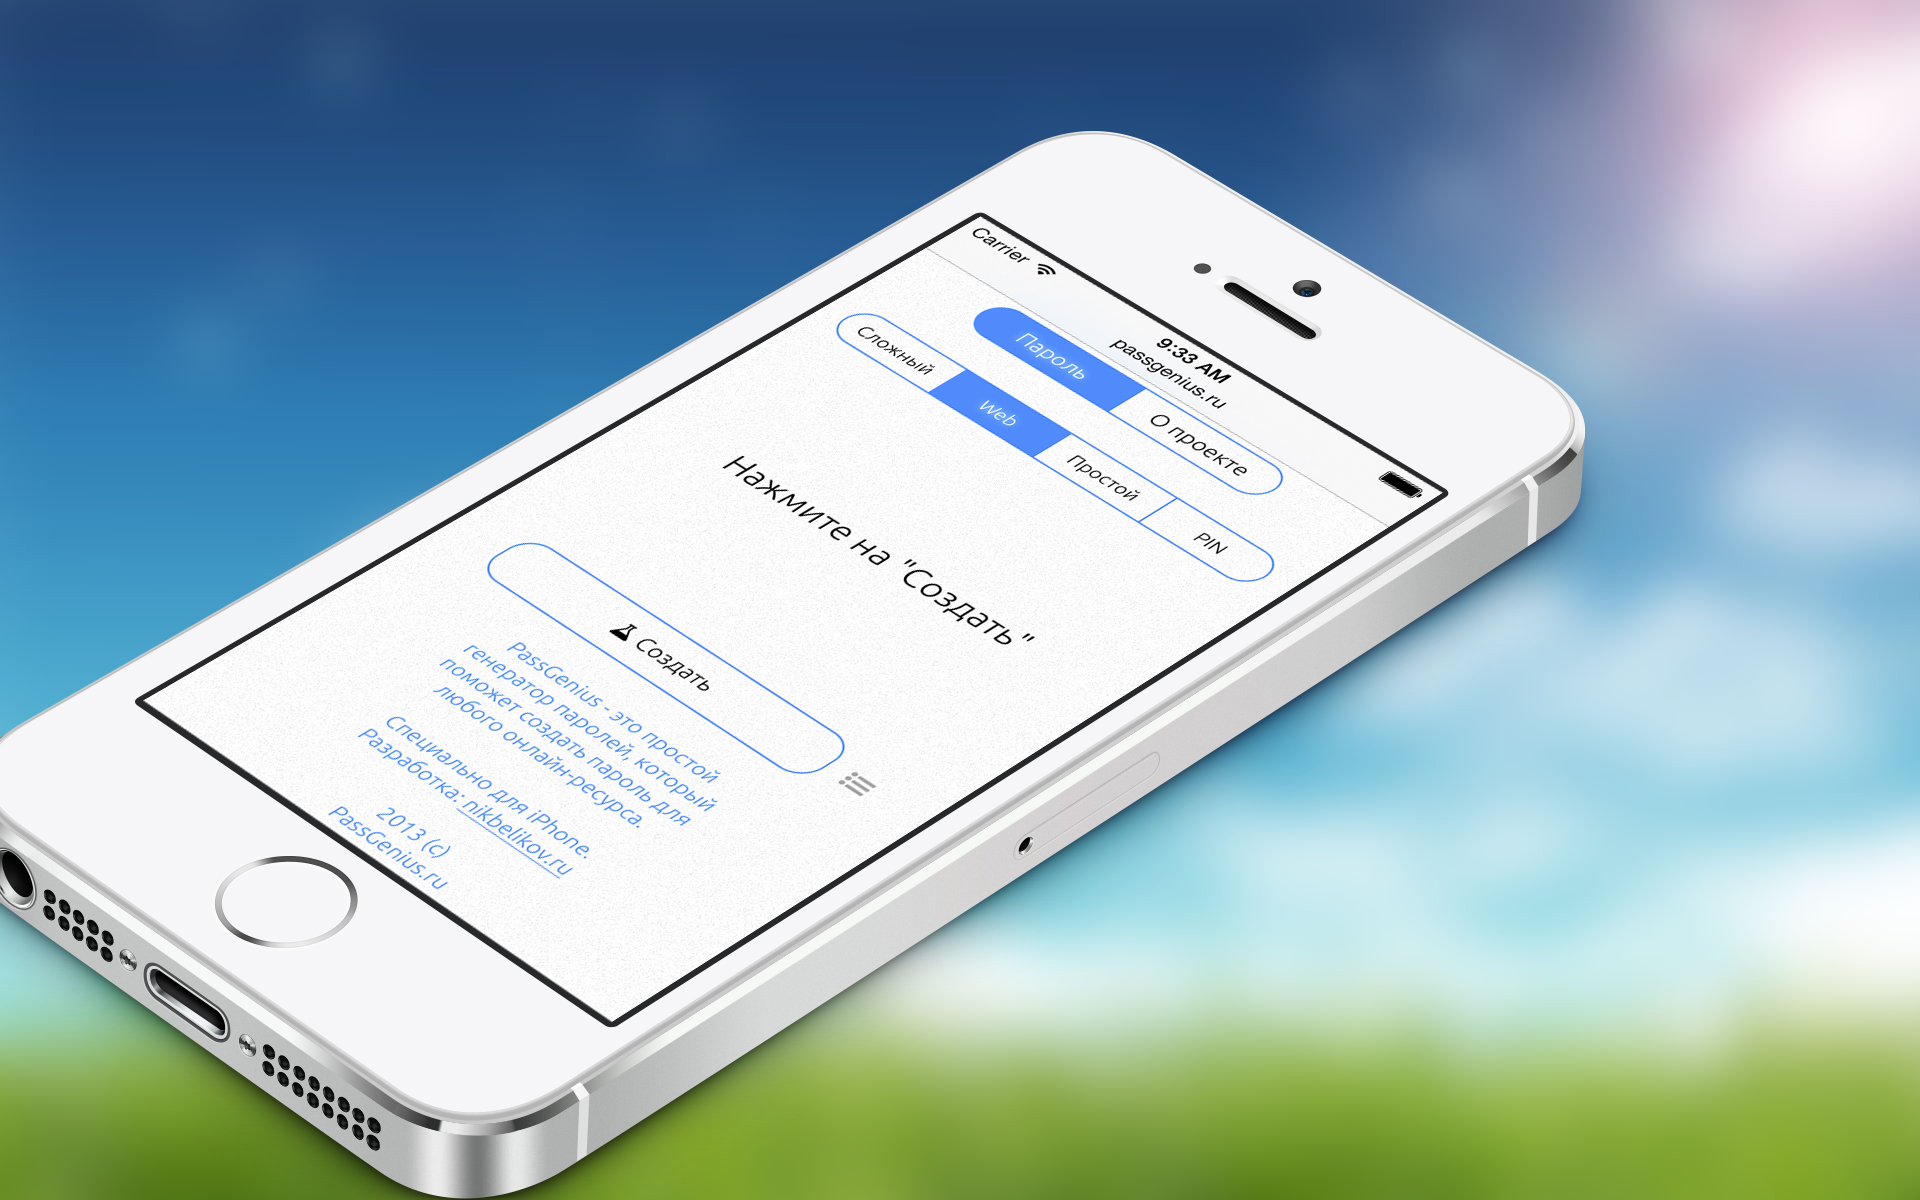 Carrier
9:33 AM
passgenius.ru
Пароль
О проекте
Сложный
Web
Простой
PIN
Нажмите на "Создать"
Создать
PassGenius - это простой
генератор паролей, который
поможет создать пароль для
любого онлайн-ресурса.
Специально для iPhone.
Разработка: nikbelikov.ru
2013 (c)
PassGenius.ru